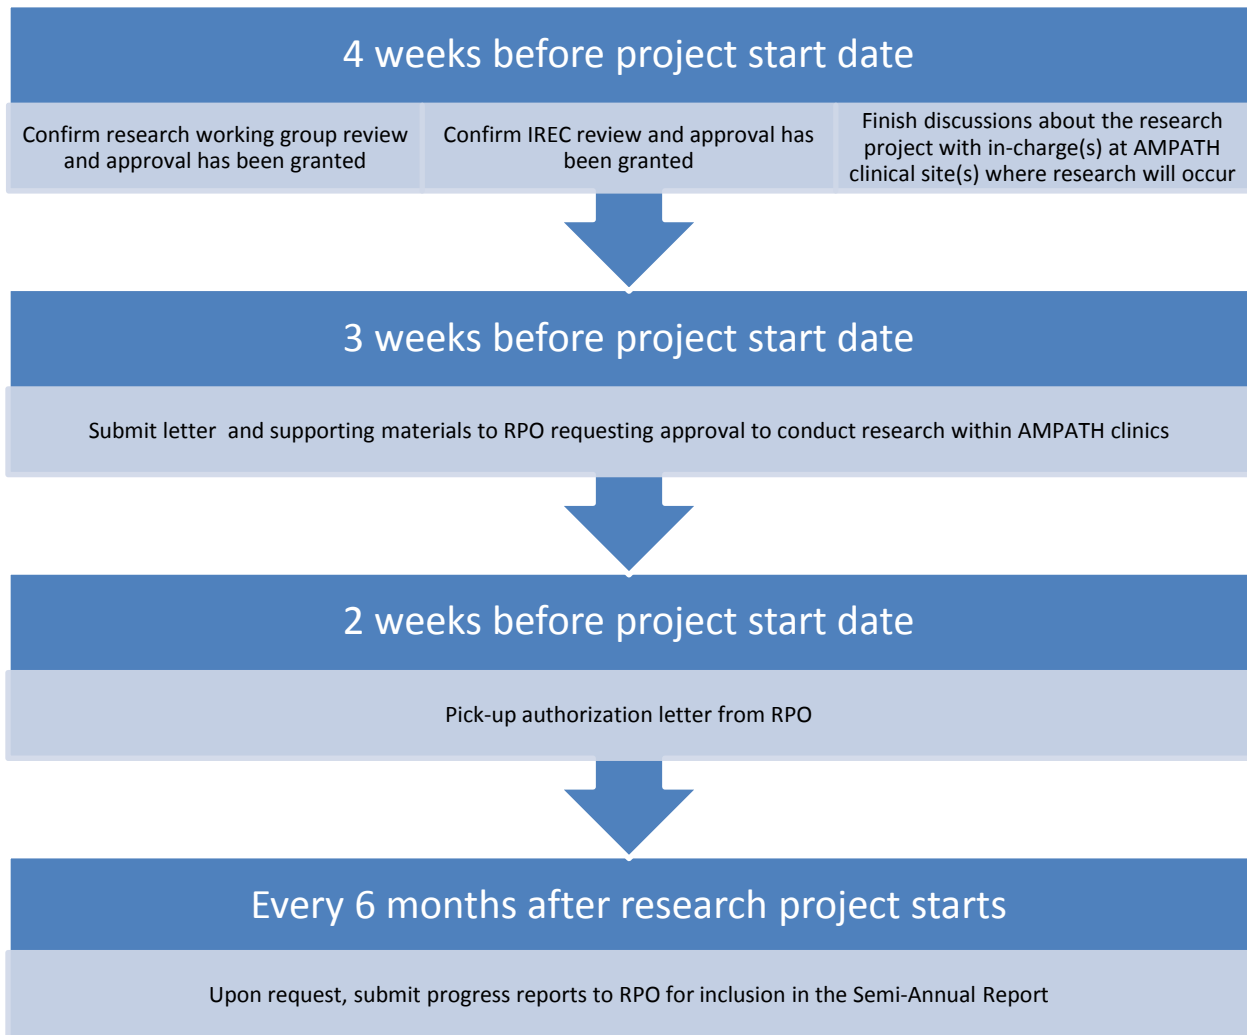 4 weeks before project start date
Confirm research working group review
and approval has been granted
Confirm IREC review and approval has
been granted
Finish discussions about the research
project with in-charge(s) at AMPATH
clinical site(s) where research will occur
3 weeks before project start date
Submit letter and supporting materials to RPO requesting approval to conduct research within AMPATH clinics
2 weeks before project start date
Pick-up authorization letter from RPO
Every 6 months after research project starts
Upon request, submit progress reports to RPO for inclusion in the Semi-Annual Report